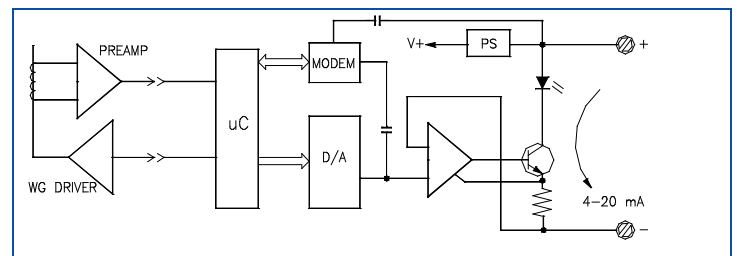 PREAMP
WG DRIVER
uC
MODEM
D/A
V+
PS
+
4-20 mA
-